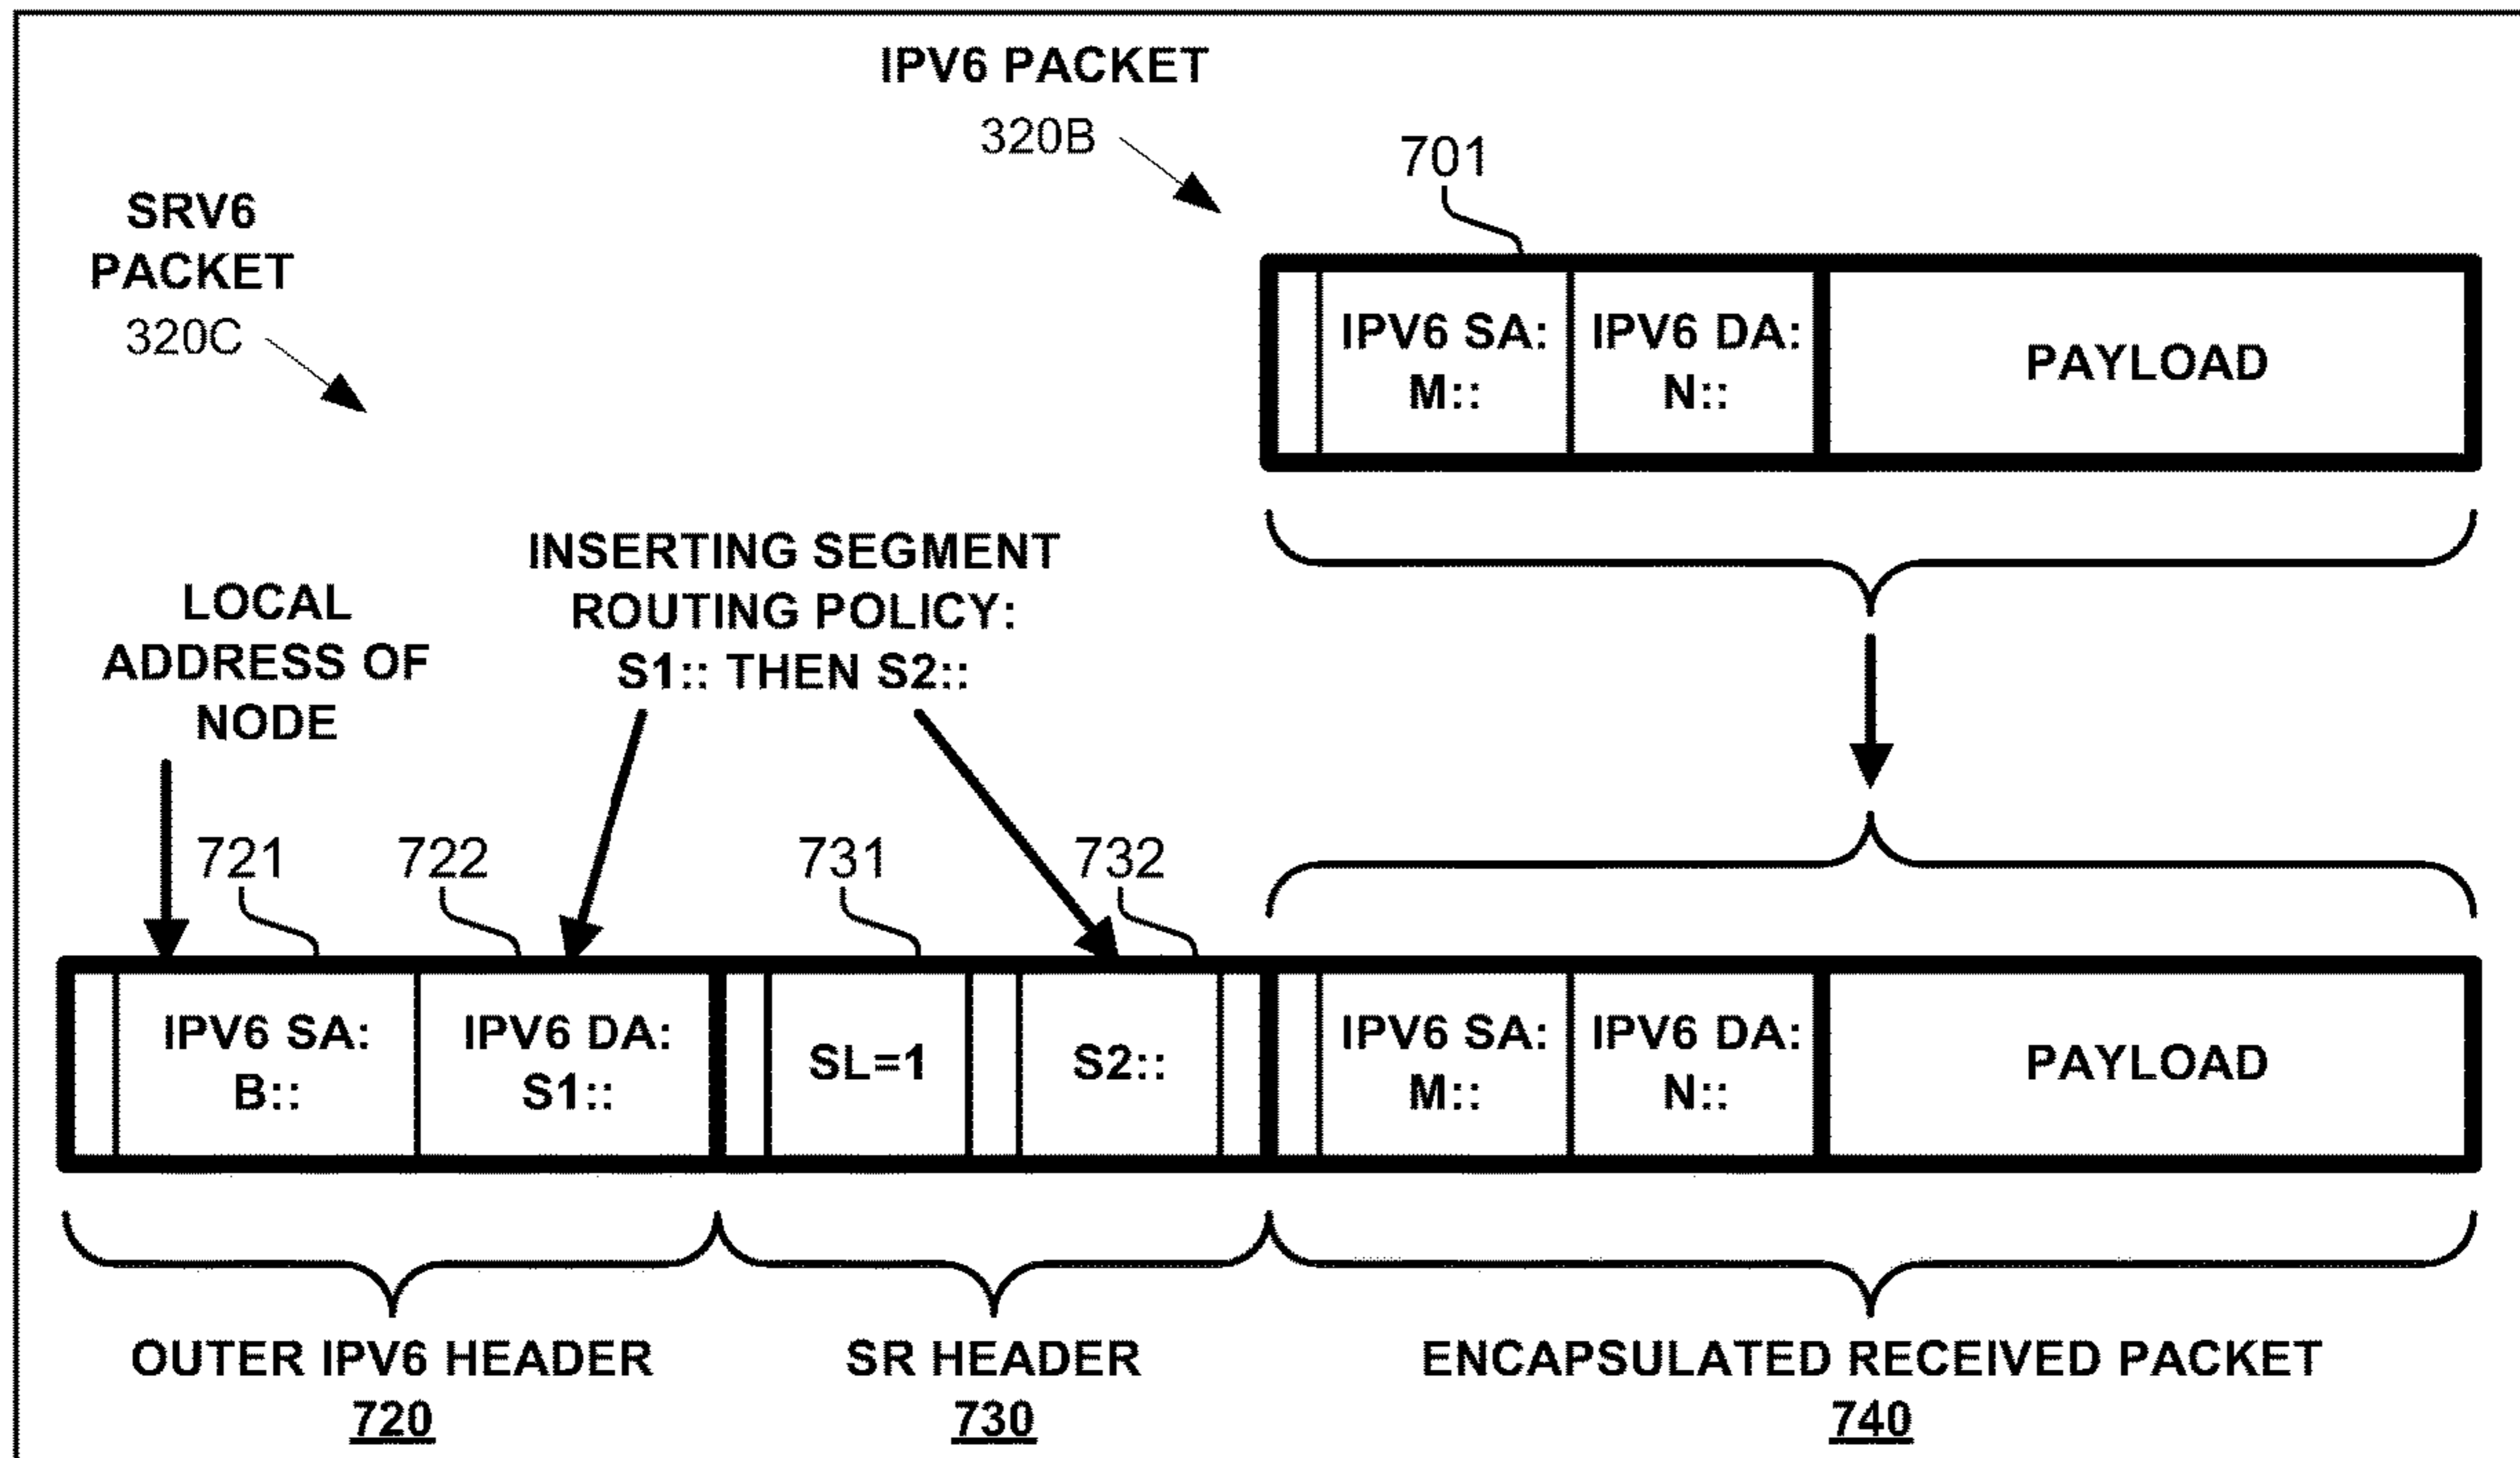 IPV6 PACKET
320B
701
SRV6
PACKET
320C
IPV6 SA:
M::
IPV6 DA:
N::
PAYLOAD
INSERTING SEGMENT
ROUTING POLICY:
S1:: THEN S2::
LOCAL
ADDRESS OF
NODE
721
722
731
732
IPV6 SA:
B::
IPV6 DA:
S1::
SL=1
S2::
IPV6 SA:
M::
IPV6 DA:
N::
PAYLOAD
OUTER IPV6 HEADER
720
SR HEADER
730
ENCAPSULATED RECEIVED PACKET
740